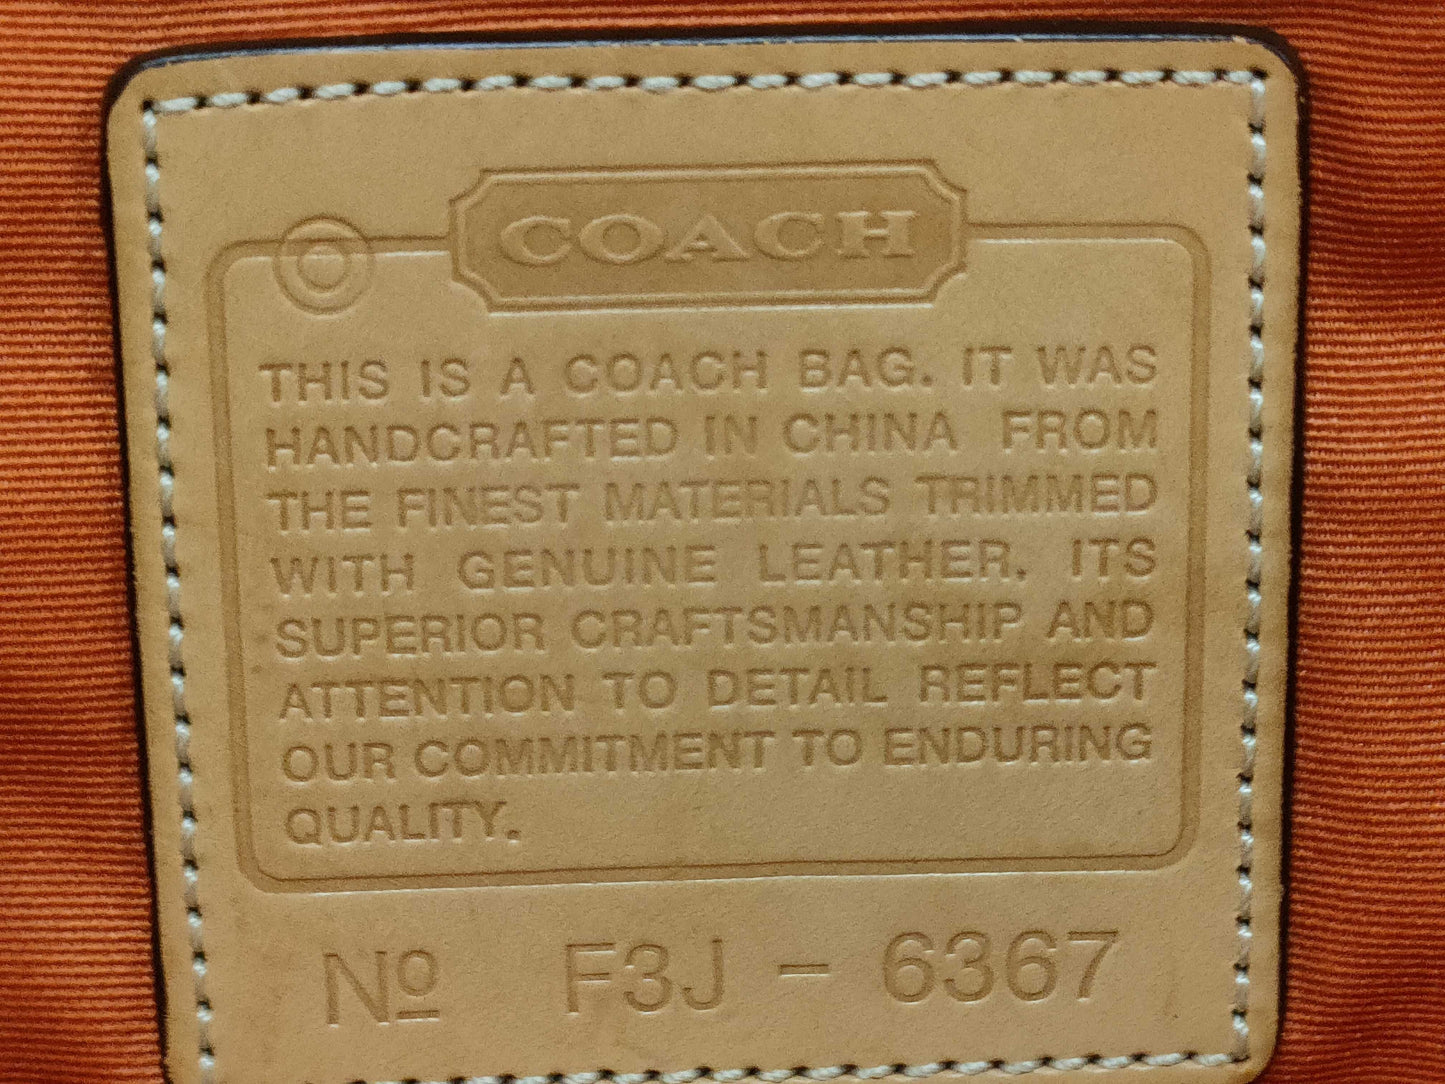 COACH
THIS IS A COACH BAG. IT WAS
HANDCRAFTED IN CHINA FROM
THE FINEST MATERIALS TRIMMED
WITH GENUINE LEATHER. ITS
SUPERIOR CRAFTSMANSHIP AND
ATTENTION TO DETAIL REFLECT
OUR COMMITMENT TO ENDURING
QUALITY.
Nº F3J - 6367